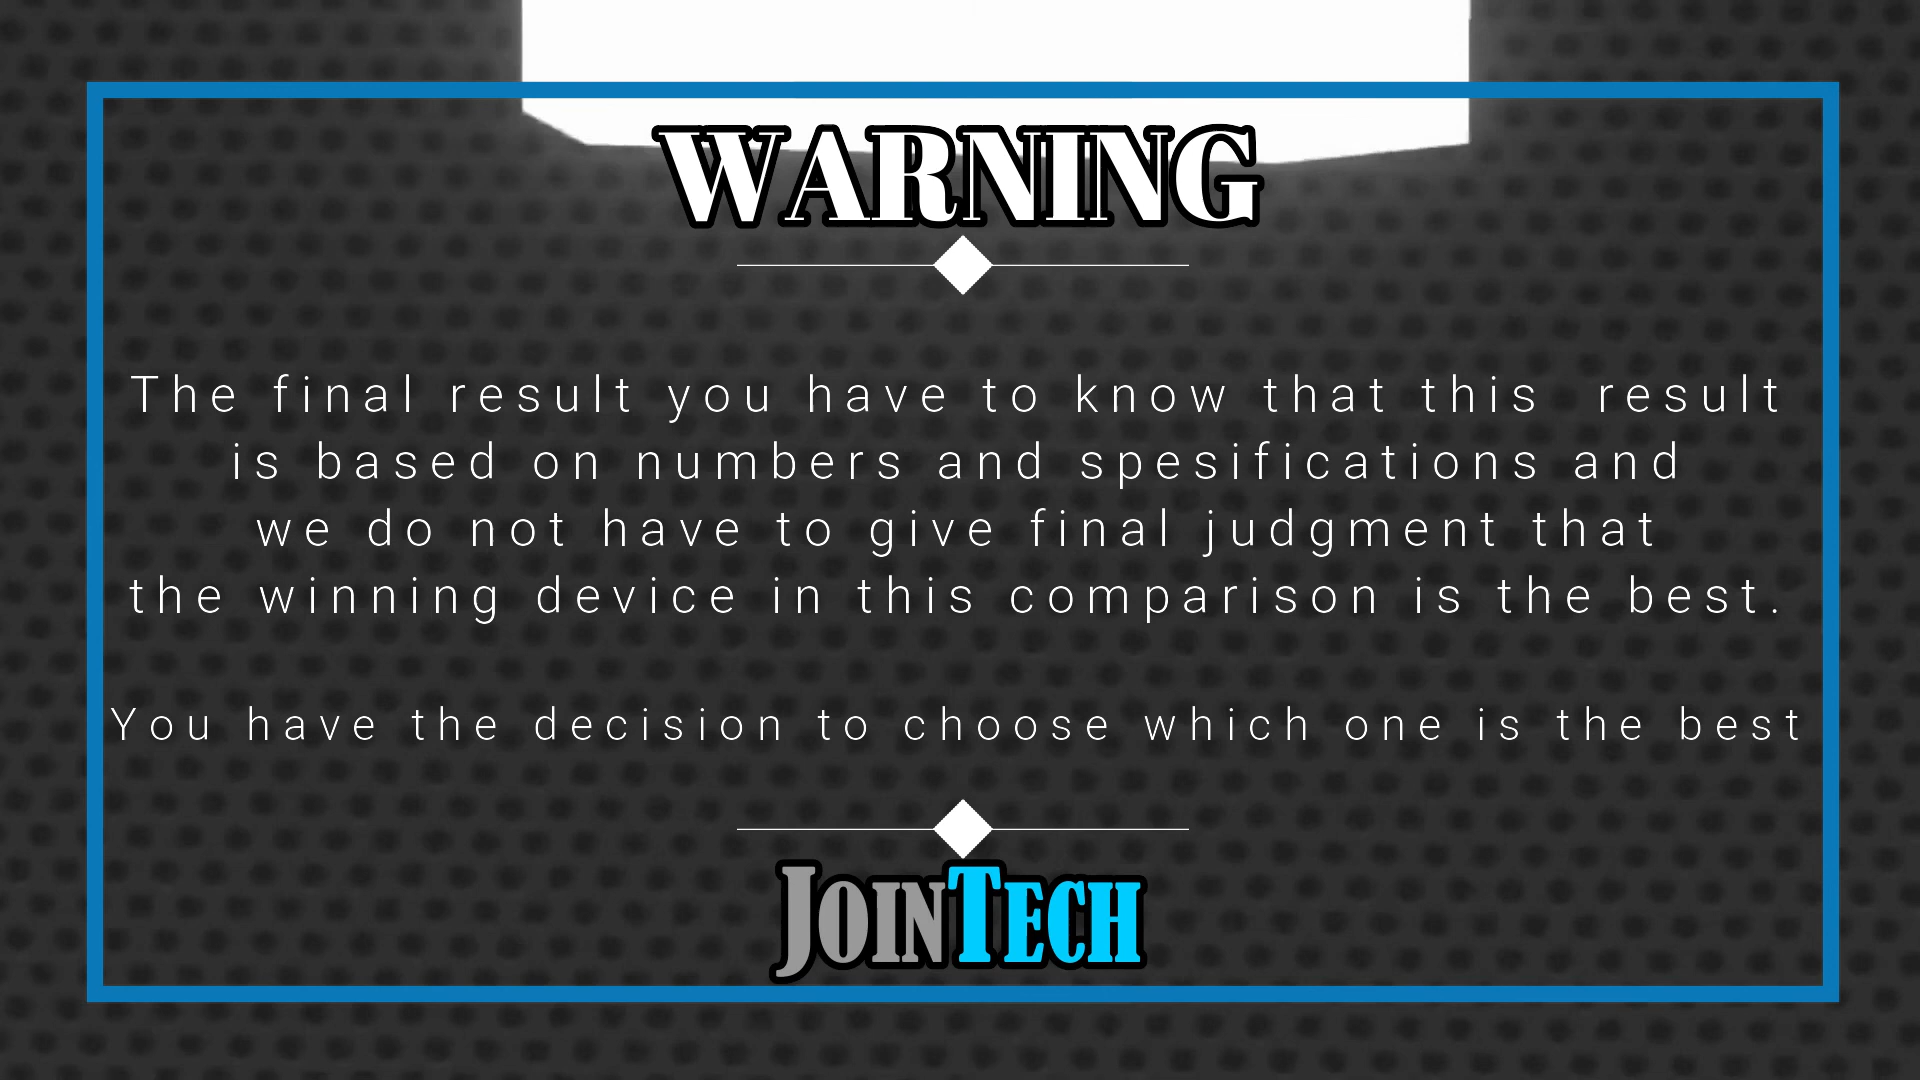 WARNING
The final result you have to know that this result
is based on numbers and spesifications and
we do not have to give final judgment that
the winning device in this comparison is the best.
You have the decision to choose which one is the best
JOINTECH